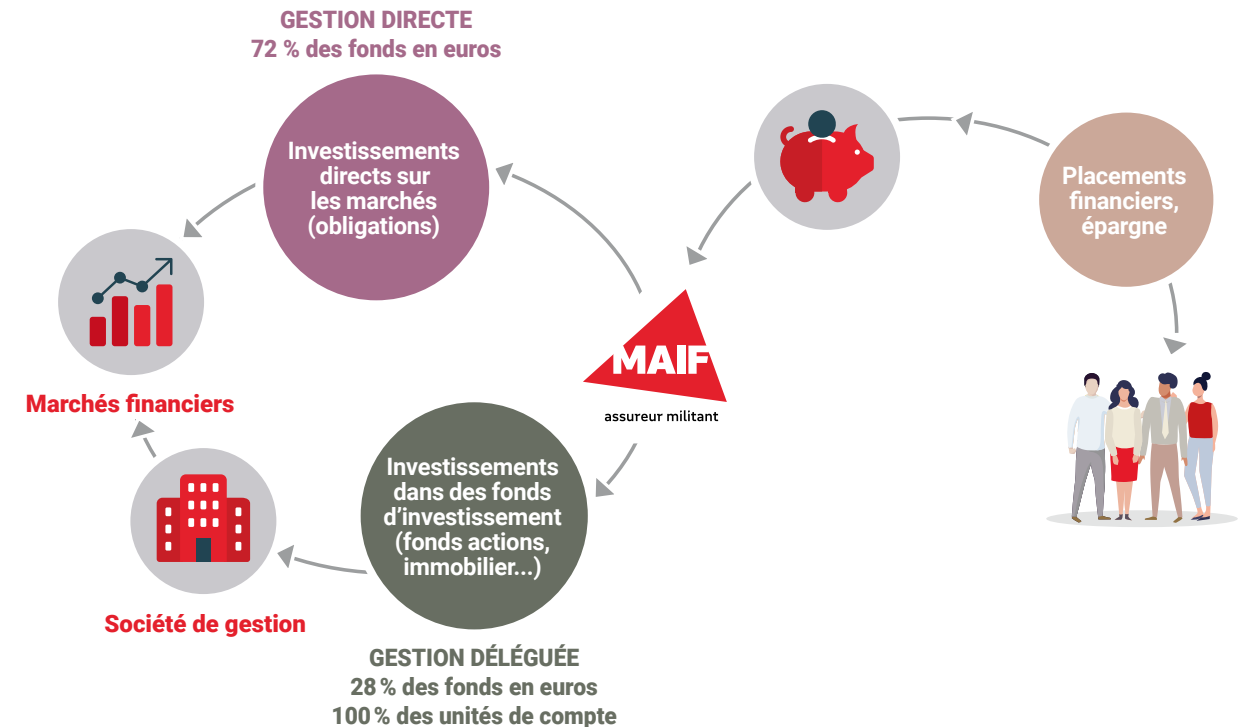 GESTION DIRECTE
72 % des fonds en euros
Investissements
directs sur
les marchés
(obligations)
Placements
financiers,
épargne
MAIF
assureur militant
Marchés financiers
Investissements
dans des fonds
d'investissement
(fonds actions,
immobilier...)
Société de gestion
GESTION DÉLÉGUÉE
28 % des fonds en euros
100 % des unités de compte